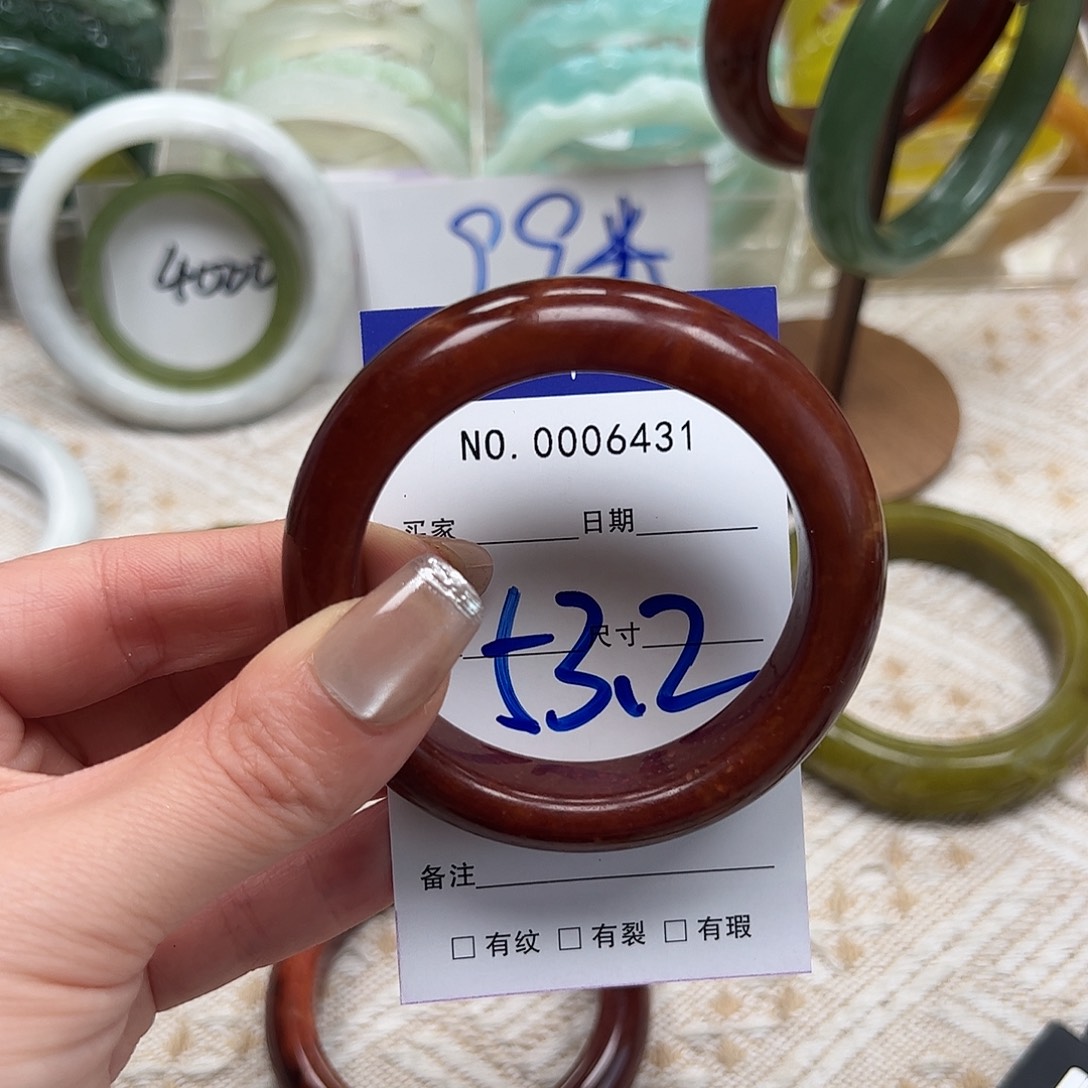 99条
4000
NO.0006431
买家 日期
尺寸
53.2
备注
□有纹 □有裂 □有瑕